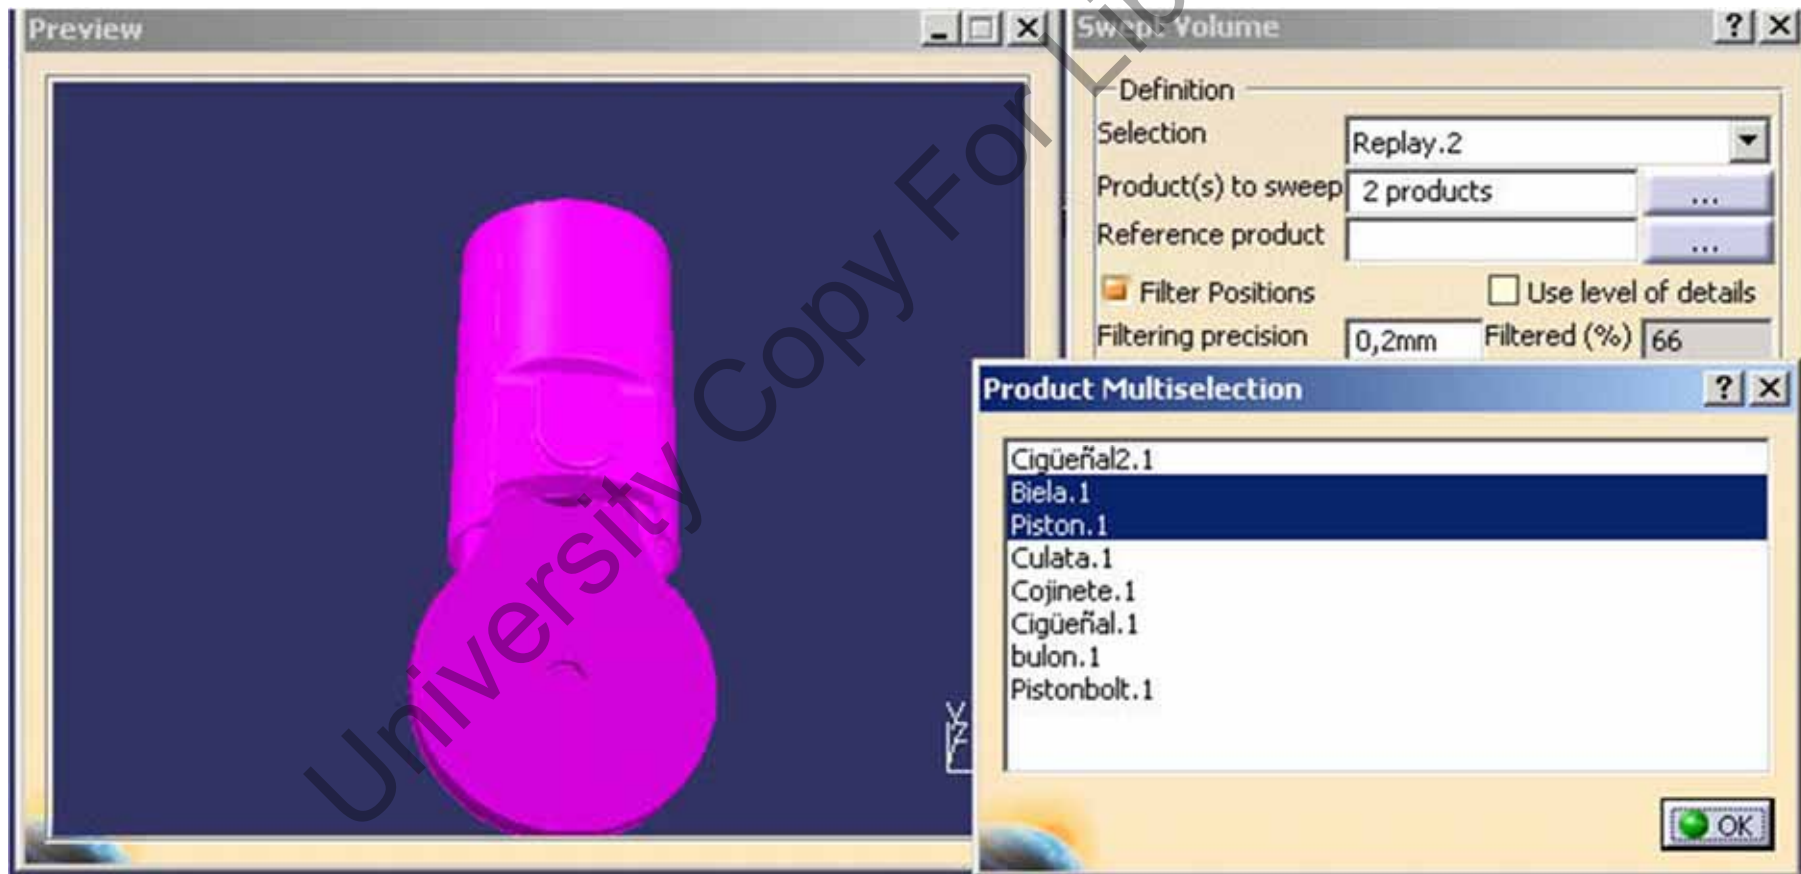 Preview
Swept Volume
Definition
Selection
Replay.2
Product(s) to sweep
2 products
...
Reference product
...
Filter Positions
Use level of details
Filtering precision
0,2mm
Filtered (%)
66
Product Multiselection
Cigüeñal2.1
Biela.1
Piston.1
Culata.1
Cojinete.1
Cigüeñal.1
bulon.1
Pistonbolt.1
OK
University Copy For